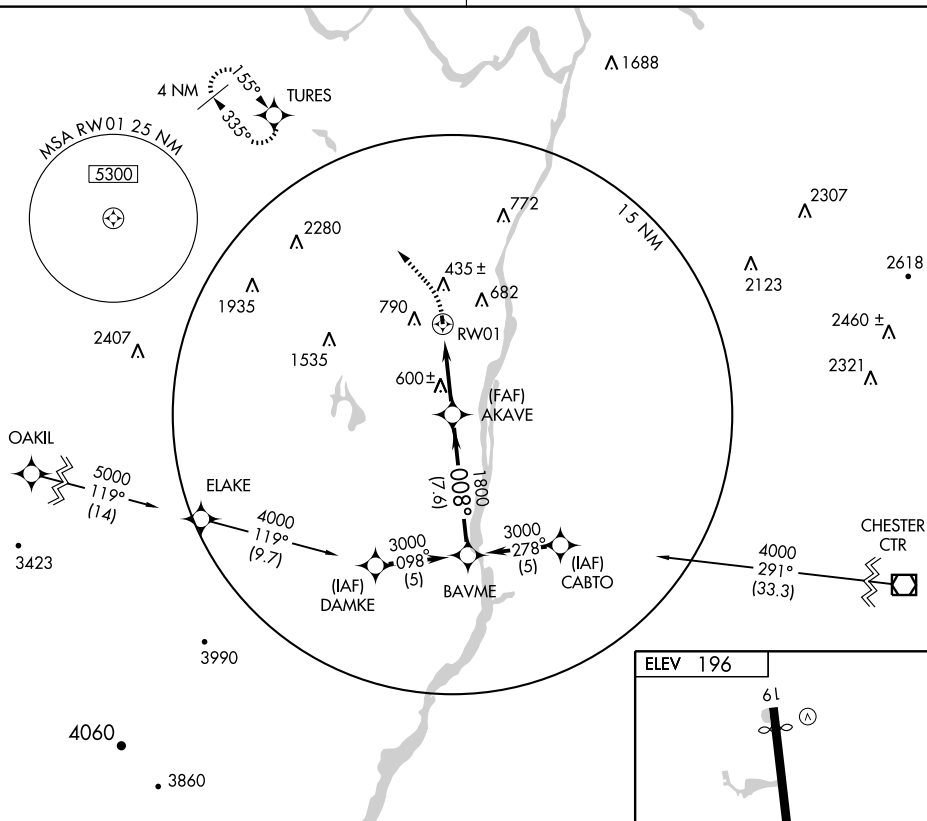 1688
4 NM
155°
335°
TURES
MSA RW01 25 NM
5300
15 NM
772
2307
2280
435 ±
2618
1935
682
2123
790
RW01
2460 ±
2407
1535
2321
600 ±
(FAF)
AKAVE
OAKIL
5000
119°
(14)
ELAKE
1800
008°
(7.6)
4000
119°
(9.7)
3000
098°
(5)
3000
278°
(5)
CHESTER
CTR
4000
291°
(33.3)
3423
(IAF)
DAMKE
BAVME
(IAF)
CABTO
3990
ELEV 196
19
4060
3860